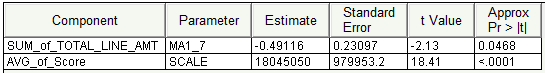 Component Parameter Estimate Standard Error t Value Approx Pr > |t|
SUM_of_TOTAL_LINE_AMT MA1_7 -0.49116 0.23097 -2.13 0.0468
AVG_of_Score SCALE 18045050 979953.2 18.41 <.0001